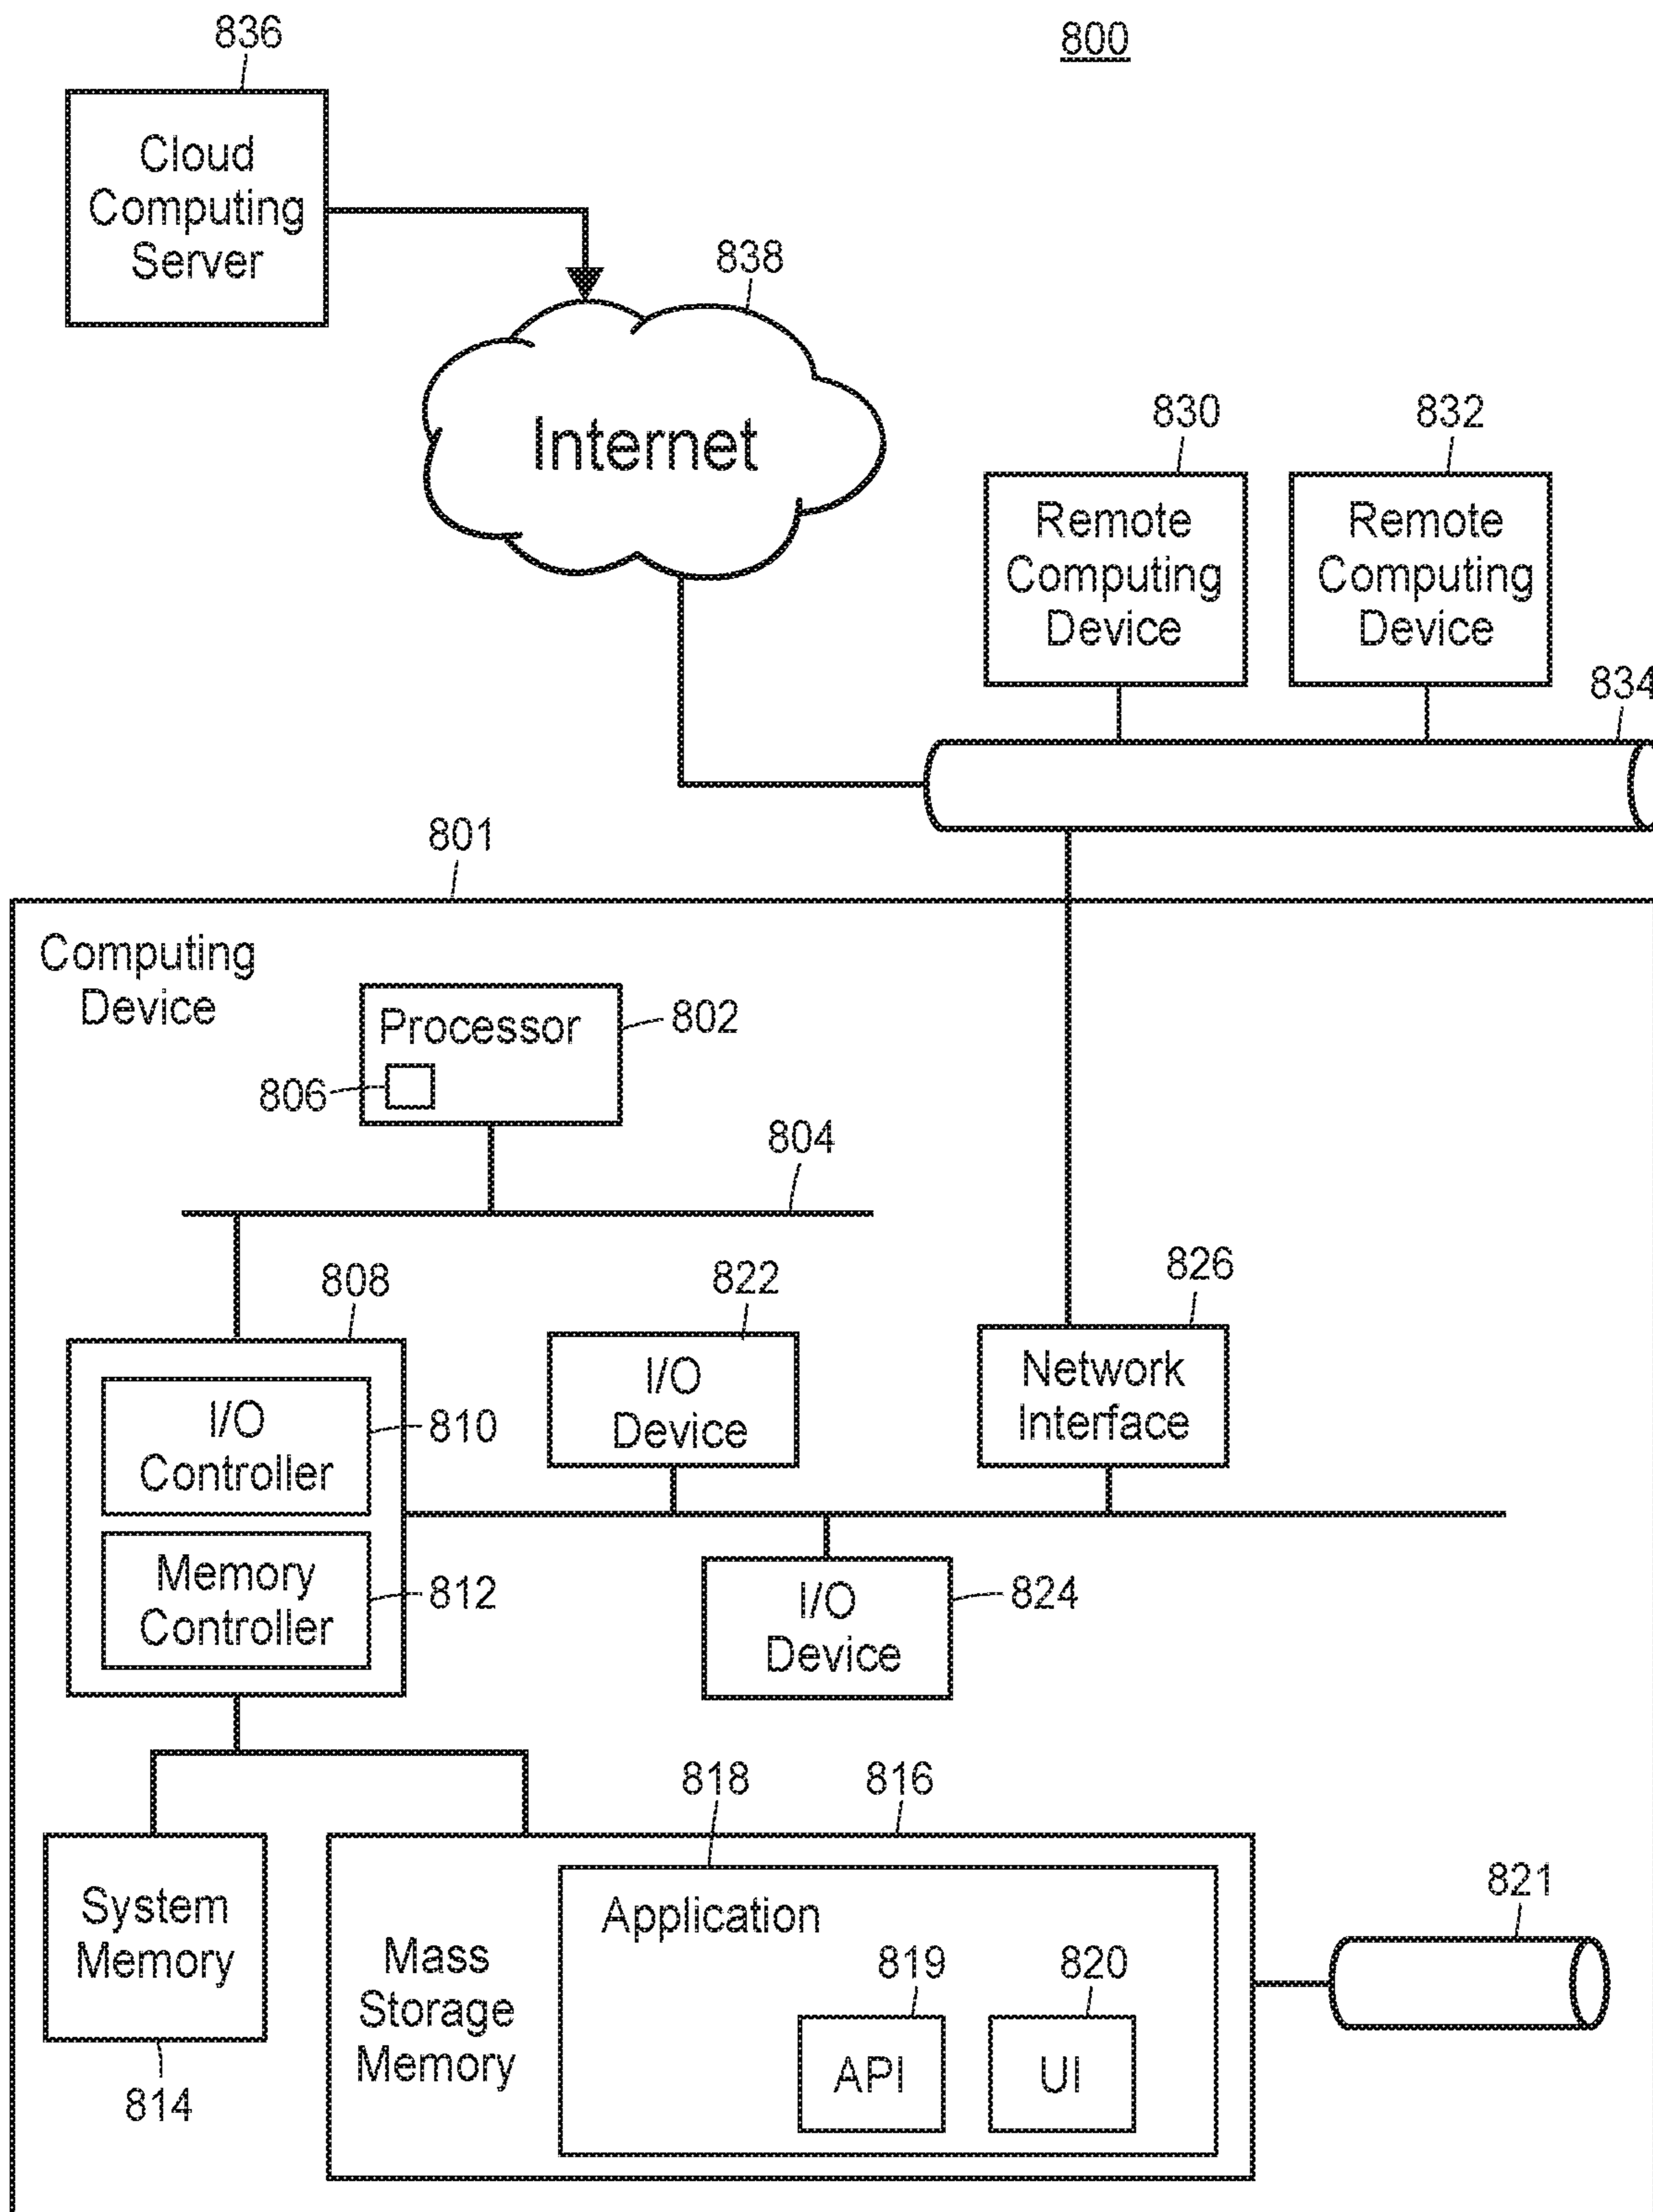 836
800
Cloud
Computing
Server
838
Internet
830
832
Remote
Computing
Device
Remote
Computing
Device
834
801
Computing
Device
Processor
802
806
804
808
822
826
I/O
Controller
810
I/O
Device
Network
Interface
Memory
Controller
812
I/O
Device
824
818
816
System
Memory
814
Mass
Storage
Memory
Application
819
820
API
UI
821